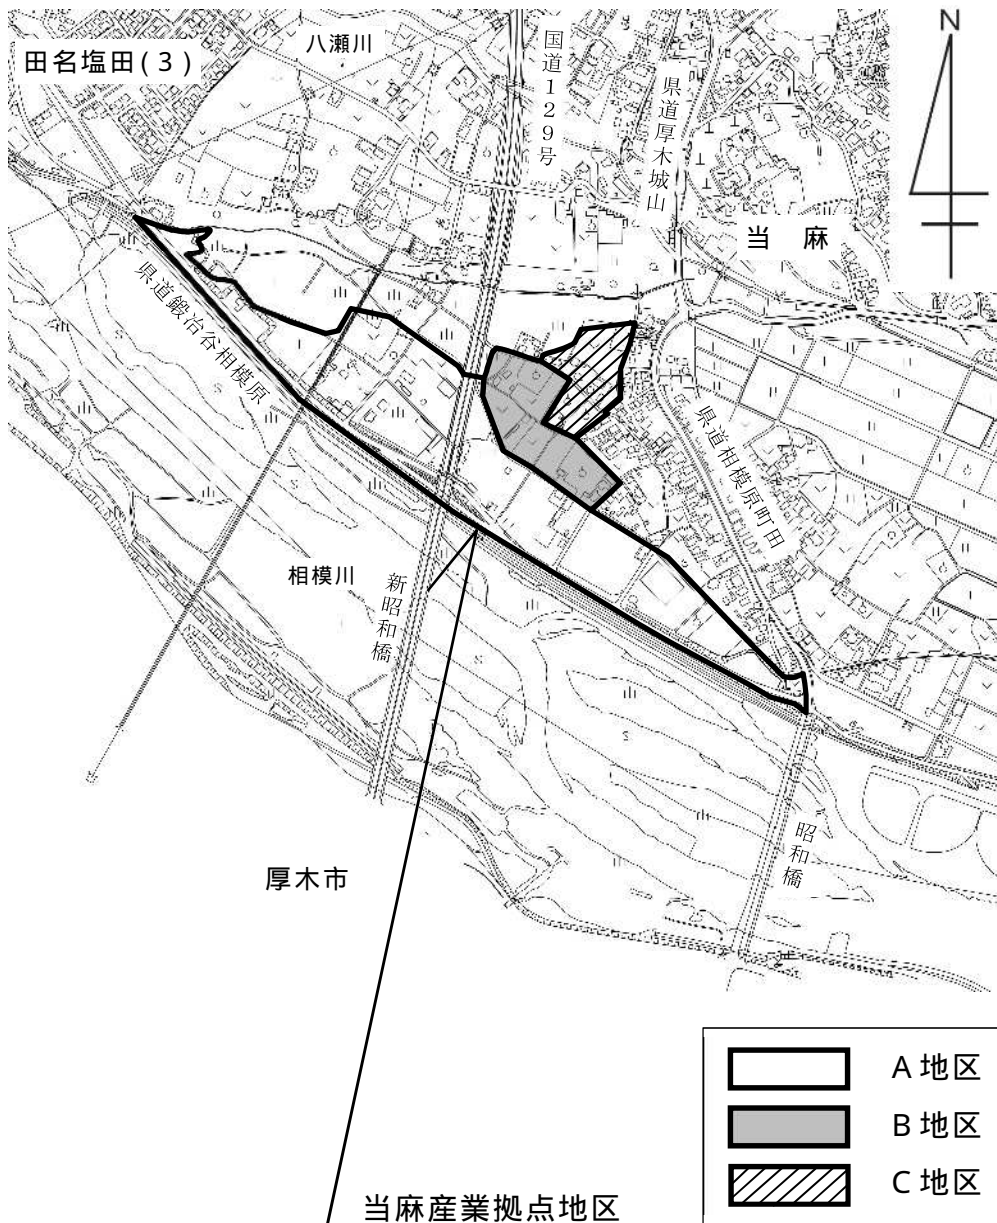 田名塩田(3)
八瀬川
国道129号
県道厚木城山
N
当 麻
県道鍛冶谷相模原
県道相模原町田
相模川
新昭和橋
昭和橋
厚木市
A地区
B地区
C地区
当麻産業拠点地区